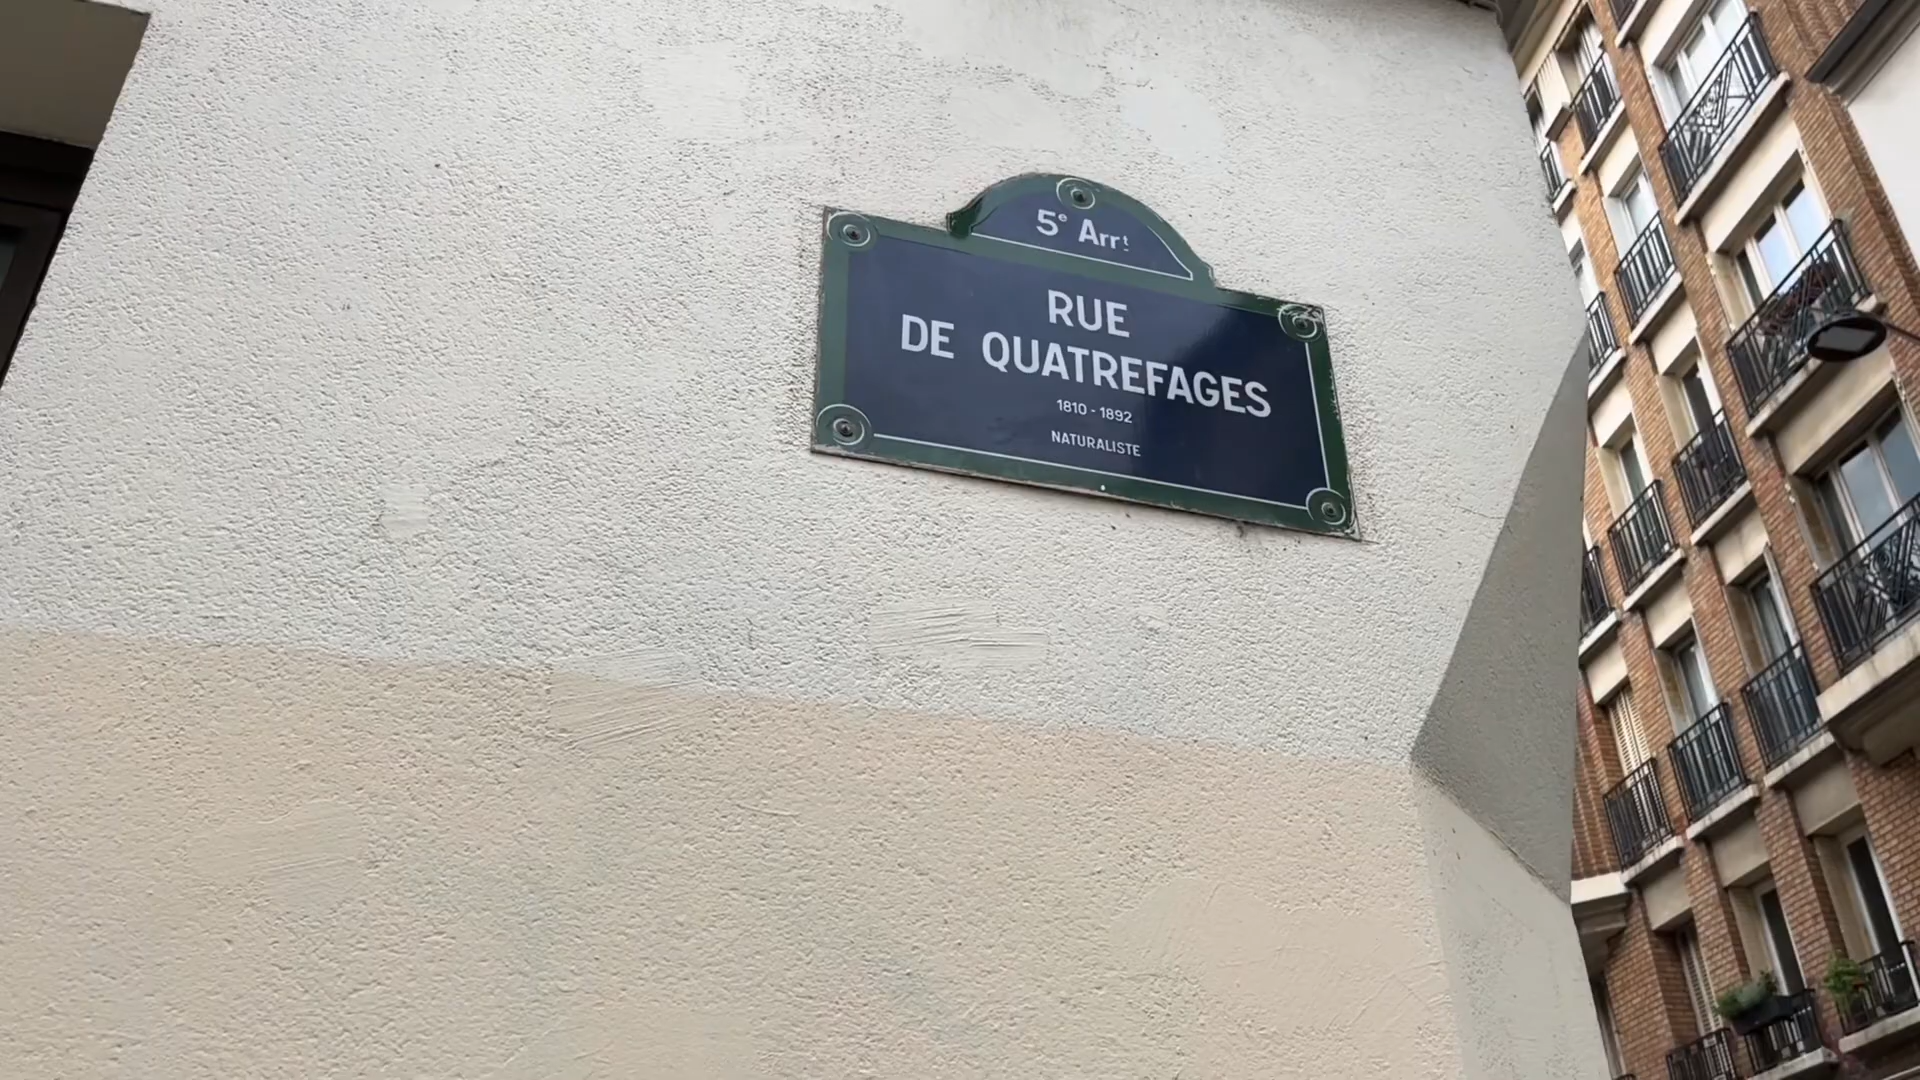 5e Arrt
RUE
DE QUATREFAGES
1810 - 1892
NATURALISTE